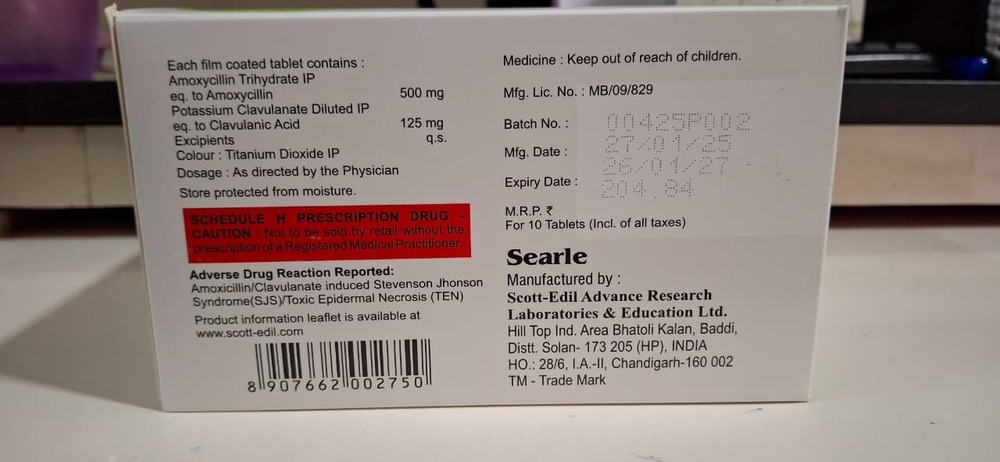 Each film coated tablet contains :
Amoxycillin Trihydrate IP
eq. to Amoxycillin 500 mg
Potassium Clavulanate Diluted IP
eq. to Clavulanic Acid 125 mg
Excipients q.s.
Colour : Titanium Dioxide IP
Dosage : As directed by the Physician
Store protected from moisture.
SCHEDULE H PRESCRIPTION DRUG -
CAUTION : Not to be sold by retail without the
prescription of a Registered Medical Practitioner.
Adverse Drug Reaction Reported:
Amoxicillin/Clavulanate induced Stevenson Jhonson
Syndrome(SJS)/Toxic Epidermal Necrosis (TEN)
Product information leaflet is available at
www.scott-edil.com
8 907662 002750
Medicine : Keep out of reach of children.
Mfg. Lic. No. : MB/09/829
Batch No. : 00425P002
Mfg. Date : 27/01/25
Expiry Date : 26/01/27
204.84
M.R.P. ₹
For 10 Tablets (Incl. of all taxes)
Searle
Manufactured by :
Scott-Edil Advance Research
Laboratories & Education Ltd.
Hill Top Ind. Area Bhatoli Kalan, Baddi,
Distt. Solan- 173 205 (HP), INDIA
HO.: 28/6, I.A.-II, Chandigarh-160 002
TM - Trade Mark